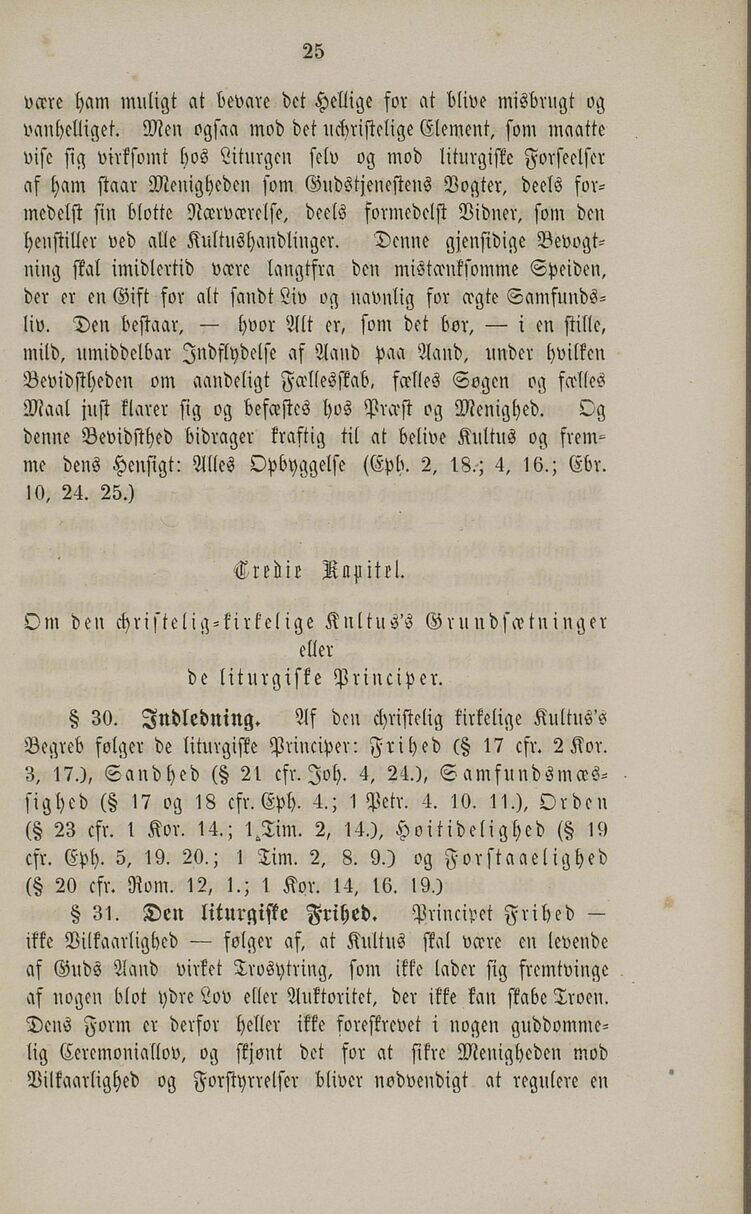 25
være ham muligt at bevare det Hellige for at blive misbrugt og
vanhelliget. Men ogsaa mod det uchristelige Element, som maatte
vise sig virksomt hos Liturgen selv og mod liturgiske Forseelser
af ham staar Menigheden som Gudstjenestens Vogter, deels for-
medelst sin blotte Nærværelse, deels formedelst Vidner, som den
henstiller ved alle Kultushandlinger. Denne gjensidige Bevogt-
ning skal imidlertid være langtfra den mistænksomme Speiden,
der er en Gift for alt sandt Liv og navnlig for ægte Samfunds-
liv. Den bestaar, — hvor Alt er, som det bør, — i en stille,
mild, umiddelbar Indflydelse af Aand paa Aand, under hvilken
Bevidstheden om aandeligt Fællesskab, fælles Søgen og fælles
Maal just klarer sig og befæstes hos Præst og Menighed. Og
denne Bevidsthed bidrager kraftig til at belive Kultus og frem-
me dens Hensigt: Alles Opbyggelse (Eph. 2, 18.; 4, 16.; Ebr.
10, 24. 25.)
Tredie Kapitel.
Om den christelig-kirkelige Kultus's Grundsætninger
eller
de liturgiske Principer.
§ 30. Indledning. Af den christelig kirkelige Kultus's
Begreb følger de liturgiske Principer: Frihed (§ 17 cfr. 2 Kor.
3, 17.), Sandhed (§ 21 cfr. Joh. 4, 24.), Samfundsmæs-
sighed (§ 17 og 18 cfr. Eph. 4.; 1 Petr. 4. 10. 11.), Orden
(§ 23 cfr. 1 Kor. 14.; 1 Tim. 2, 14.), Høitidelighed (§ 19
cfr. Eph. 5, 19. 20.; 1 Tim. 2, 8. 9.) og Forstaaelighed
(§ 20 cfr. Rom. 12, 1.; 1 Kor. 14, 16. 19.)
§ 31. Den liturgiske Frihed. Principet Frihed —
ikke Vilkaarlighed — følger af, at Kultus skal være en levende
af Guds Aand virket Trosytring, som ikke lader sig fremtvinge
af nogen blot ydre Lov eller Auktoritet, der ikke kan skabe Troen.
Dens Form er derfor heller ikke foreskrevet i nogen guddomme-
lig Ceremoniallov, og skjønt det for at sikre Menigheden mod
Vilkaarlighed og Forstyrrelser bliver nødvendigt at regulere en